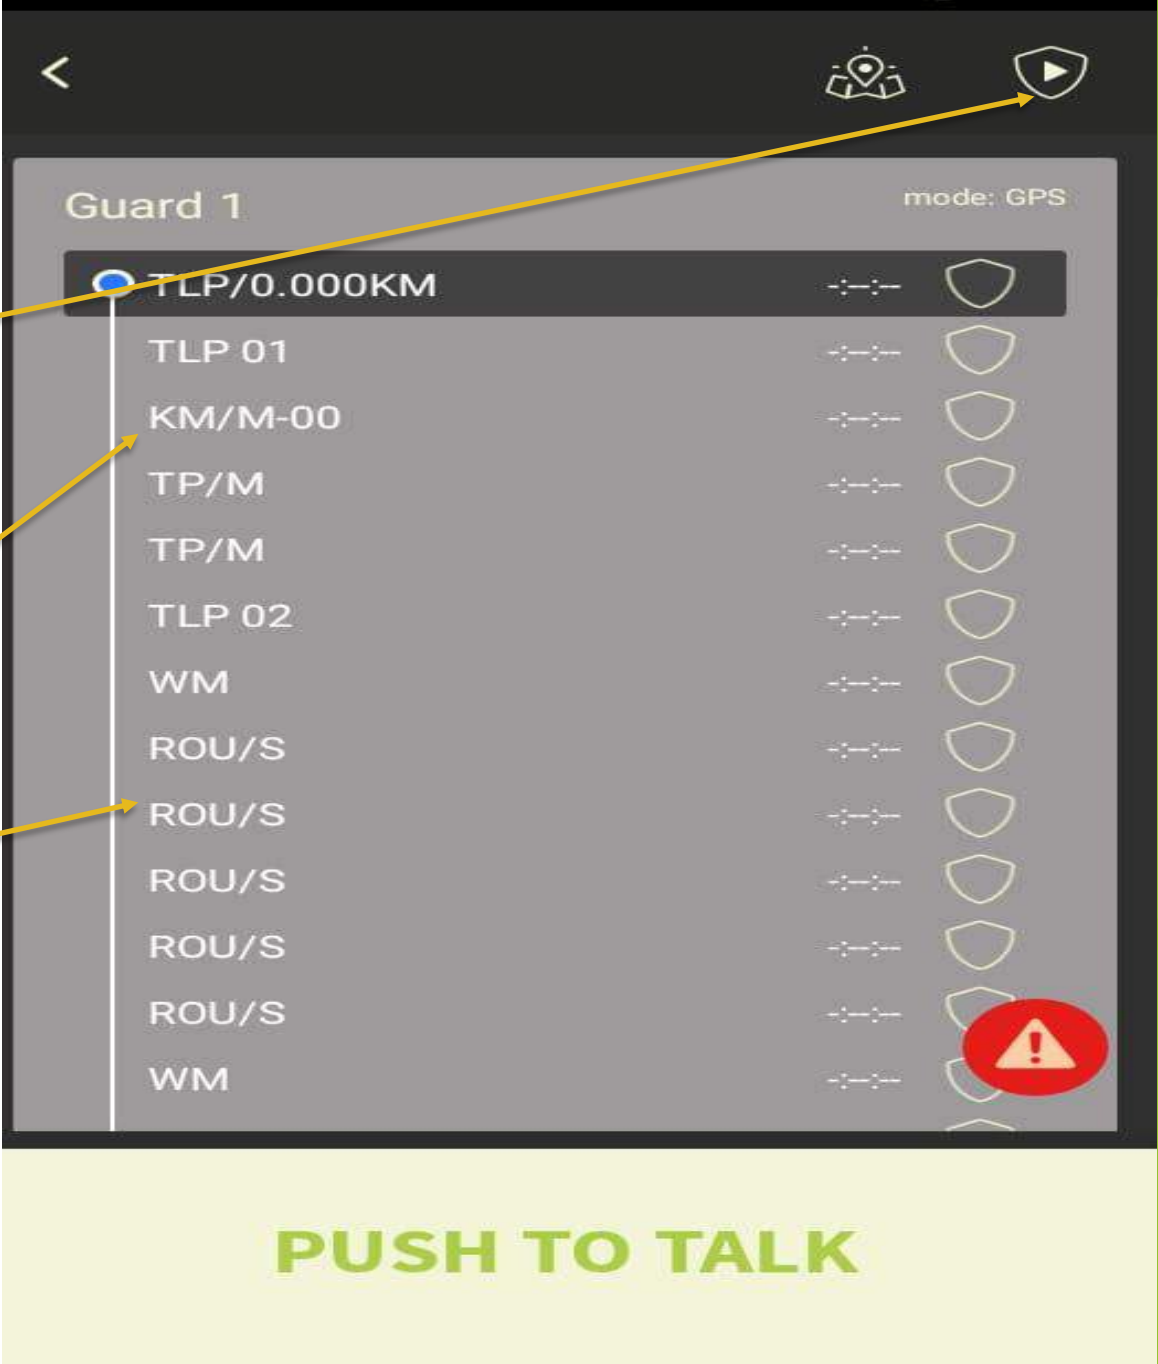 Guard 1 mode: GPS
TLP/0.000KM -:--:--
TLP 01 -:--:--
KM/M-00 -:--:--
TP/M -:--:--
TP/M -:--:--
TLP 02 -:--:--
WM -:--:--
ROU/S -:--:--
ROU/S -:--:--
ROU/S -:--:--
ROU/S -:--:--
ROU/S -:--:--
WM -:--:--
PUSH TO TALK